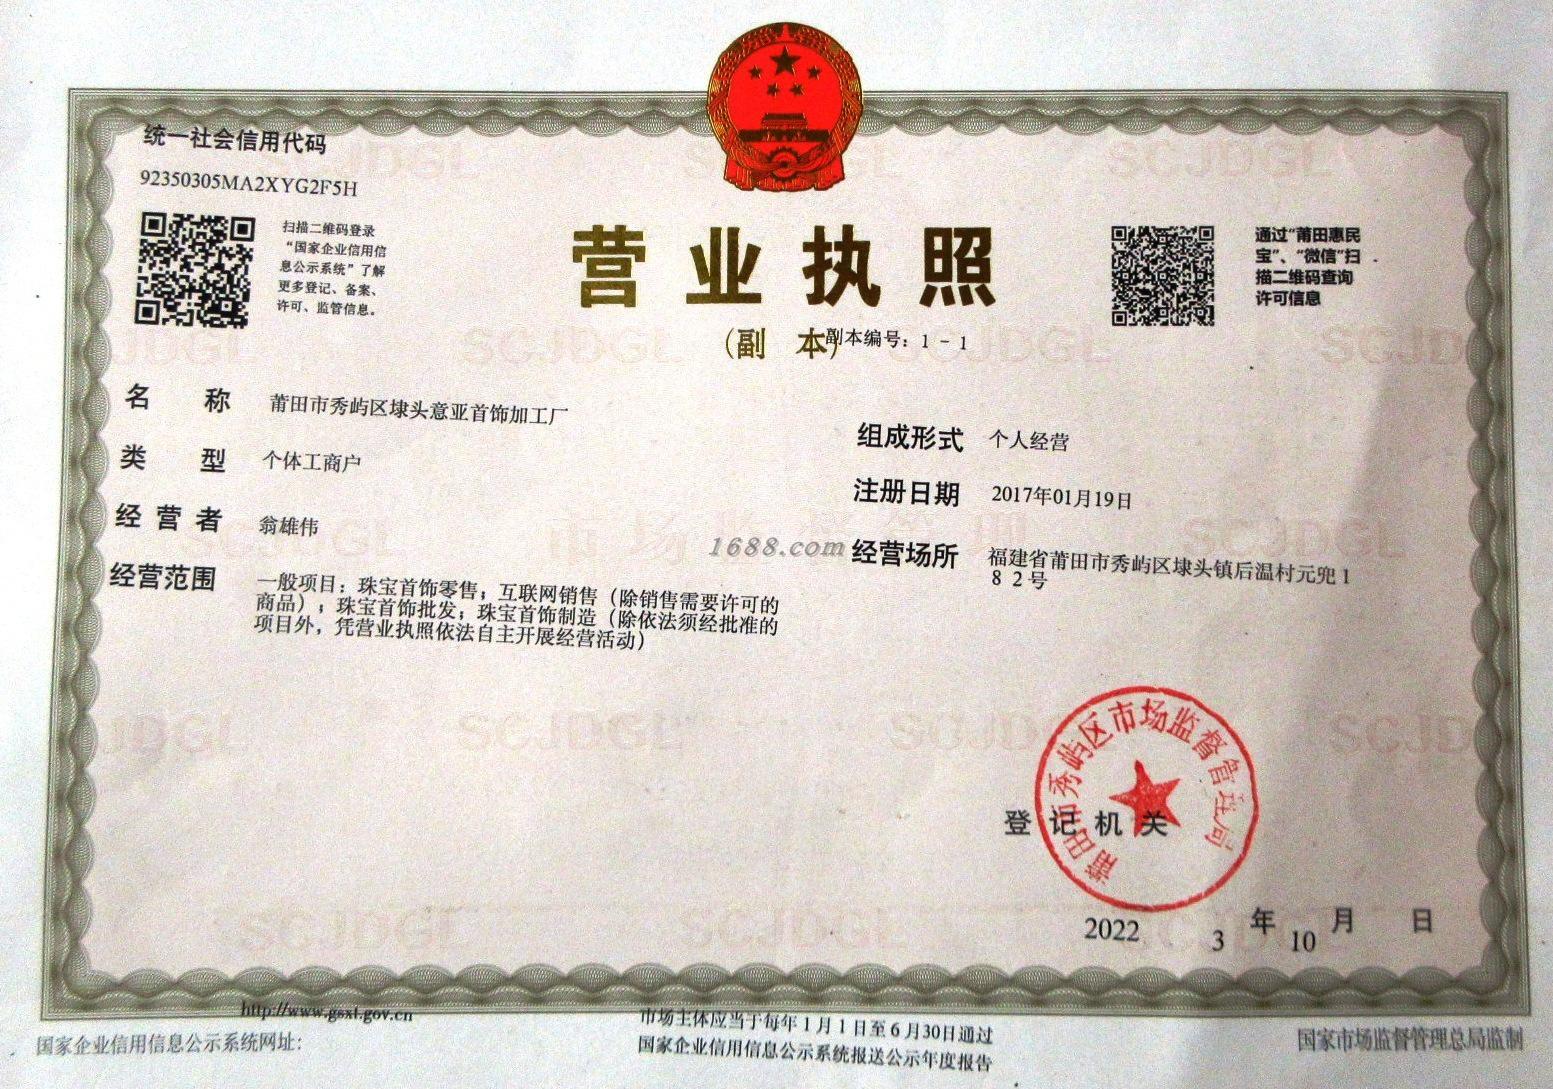 统一社会信用代码
92350305MA2XYG2F5H
扫描二维码登录
“国家企业信用信
息公示系统”了解
更多登记、备案、
许可、监管信息。
营业执照
(副 本)副本编号：1-1
通过“莆田惠民
宝”、“微信”扫
描二维码查询
许可信息
名 称 莆田市秀屿区埭头意亚首饰加工厂
类 型 个体工商户
经营者 翁雄伟
经营范围 一般项目：珠宝首饰零售；互联网销售（除销售需要许可的
商品）；珠宝首饰批发；珠宝首饰制造（除依法须经批准的
项目外，凭营业执照依法自主开展经营活动）
组成形式 个人经营
注册日期 2017年01月19日
经营场所 福建省莆田市秀屿区埭头镇后温村元兜1
82号
1688.com
SCJDGL
登记机关
莆田市秀屿区市场监督管理局
2022 年 3 月 10 日
http://www.gsxt.gov.cn
国家企业信用信息公示系统网址：
市场主体应当于每年1月1日至6月30日通过
国家企业信用信息公示系统报送公示年度报告
国家市场监督管理总局监制